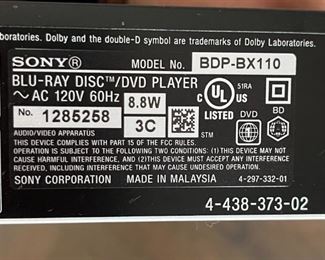 boratories. Dolby and the double-D symbol are trademarks of Dolby Laboratories.
SONY® MODEL NO. BDP-BX110
BLU-RAY DISC™/DVD PLAYER
～AC 120V 60Hz 8.8W
No. 1285258 3C
c UL US 51RA
LISTED DVD BD
AUDIO/VIDEO APPARATUS
THIS DEVICE COMPLIES WITH PART 15 OF THE FCC RULES.
OPERATION IS SUBJECT TO THE FOLLOWING TWO CONDITIONS: (1) THIS DEVICE MAY NOT
CAUSE HARMFUL INTERFERENCE, AND (2) THIS DEVICE MUST ACCEPT ANY INTERFERENCE
RECEIVED, INCLUDING INTERFERENCE THAT MAY CAUSE UNDESIRED OPERATION.
SONY CORPORATION MADE IN MALAYSIA 4-297-332-01
4-438-373-02